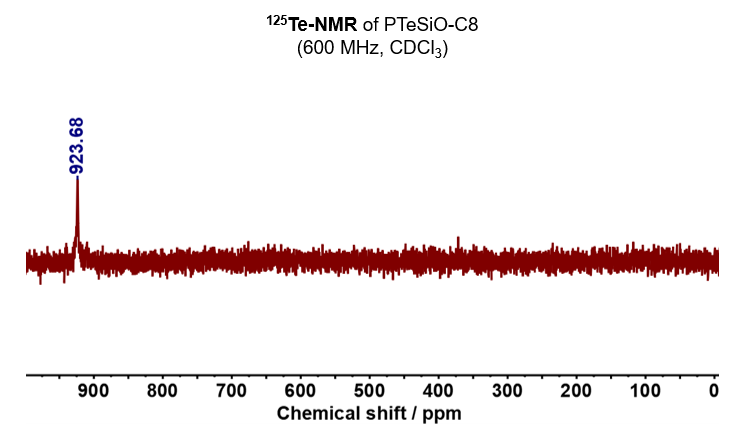 ¹²⁵Te-NMR of PTeSiO-C8
(600 MHz, CDCl₃)
923.68
900 800 700 600 500 400 300 200 100 0
Chemical shift / ppm